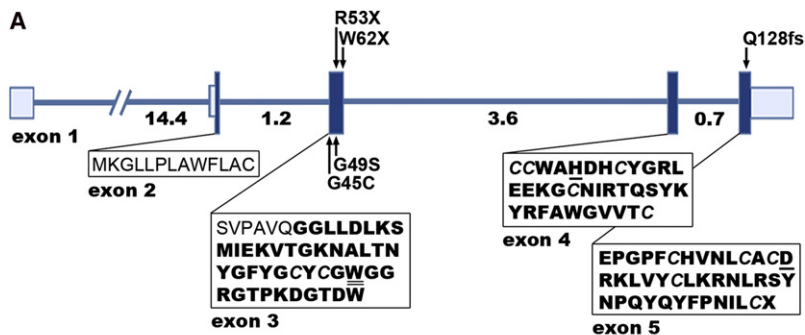 A
R53X
W62X
Q128fs
14.4
1.2
3.6
0.7
exon 1
G49S
G45C
MKGLLPLAWFLAC
exon 2
SVPAVQGGLLDLKS
MIEKVTGKNALTN
YGFYGCYCGWGG
RGTPKDGTDW
exon 3
CCWAHDHCYGRL
EEKGCNIRTQSYK
YRFAWGVVTC
exon 4
EPGPFCHVNLCACD
RKLVYCLKRNLRSY
NPQYQYFPNILCX
exon 5